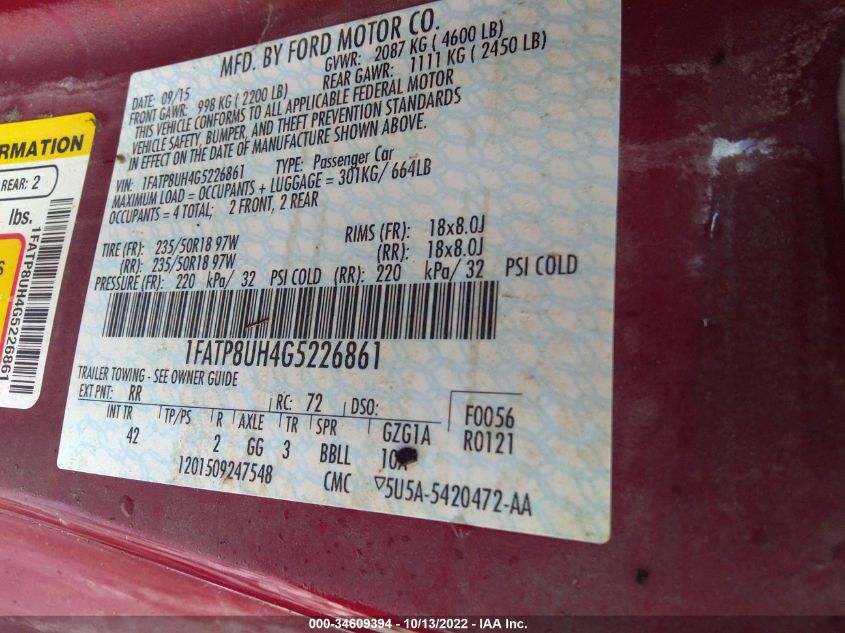 MFD. BY FORD MOTOR CO.
DATE: 09/15 GVWR: 2087 KG ( 4600 LB)
FRONT GAWR: 998 KG ( 2200 LB) REAR GAWR: 1111 KG ( 2450 LB)
THIS VEHICLE CONFORMS TO ALL APPLICABLE FEDERAL MOTOR
VEHICLE SAFETY, BUMPER, AND THEFT PREVENTION STANDARDS
IN EFFECT ON THE DATE OF MANUFACTURE SHOWN ABOVE.
VIN: 1FATP8UH4G5226861 TYPE: Passenger Car
MAXIMUM LOAD = OCCUPANTS + LUGGAGE = 301KG/ 664LB
OCCUPANTS = 4 TOTAL; 2 FRONT, 2 REAR
TIRE (FR): 235/50R18 97W RIMS (FR): 18x8.0J
(RR): 235/50R18 97W (RR): 18x8.0J
PRESSURE (FR): 220 kPa/ 32 PSI COLD (RR): 220 kPa/ 32 PSI COLD
1FATP8UH4G5226861
TRAILER TOWING - SEE OWNER GUIDE
EXT PNT: RR RC: 72 DSO: F0056
INT TR TP/PS R AXLE TR SPR GZG1A R0121
42 2 GG 3 BBLL
1201509247548 CMC ▽5U5A-5420472-AA
ORMATION
REAR: 2
lbs.
S
1FATP8UH4G5226861
000-34609394 - 10/13/2022 - IAA Inc.